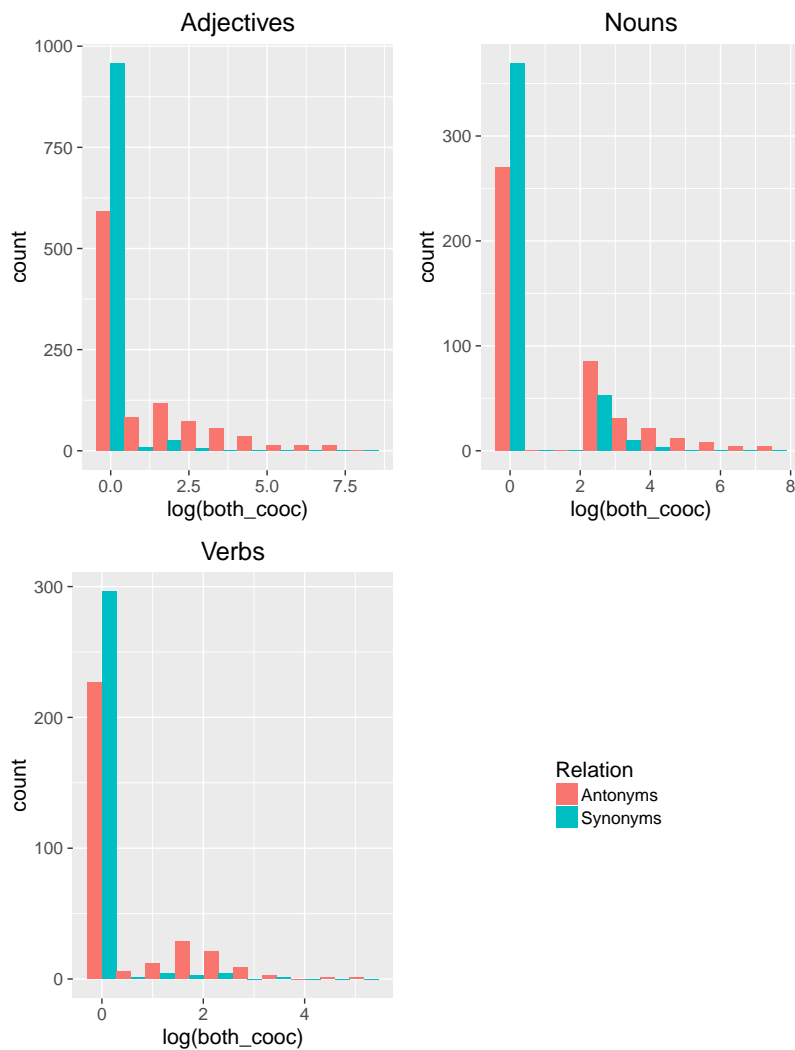 Adjectives
1000
750
500
250
0
count
0.0 2.5 5.0 7.5
log(both_cooc)
Nouns
300
200
100
0
count
0 2 4 6 8
log(both_cooc)
Verbs
300
200
100
0
count
0 2 4
log(both_cooc)
Relation
Antonyms
Synonyms